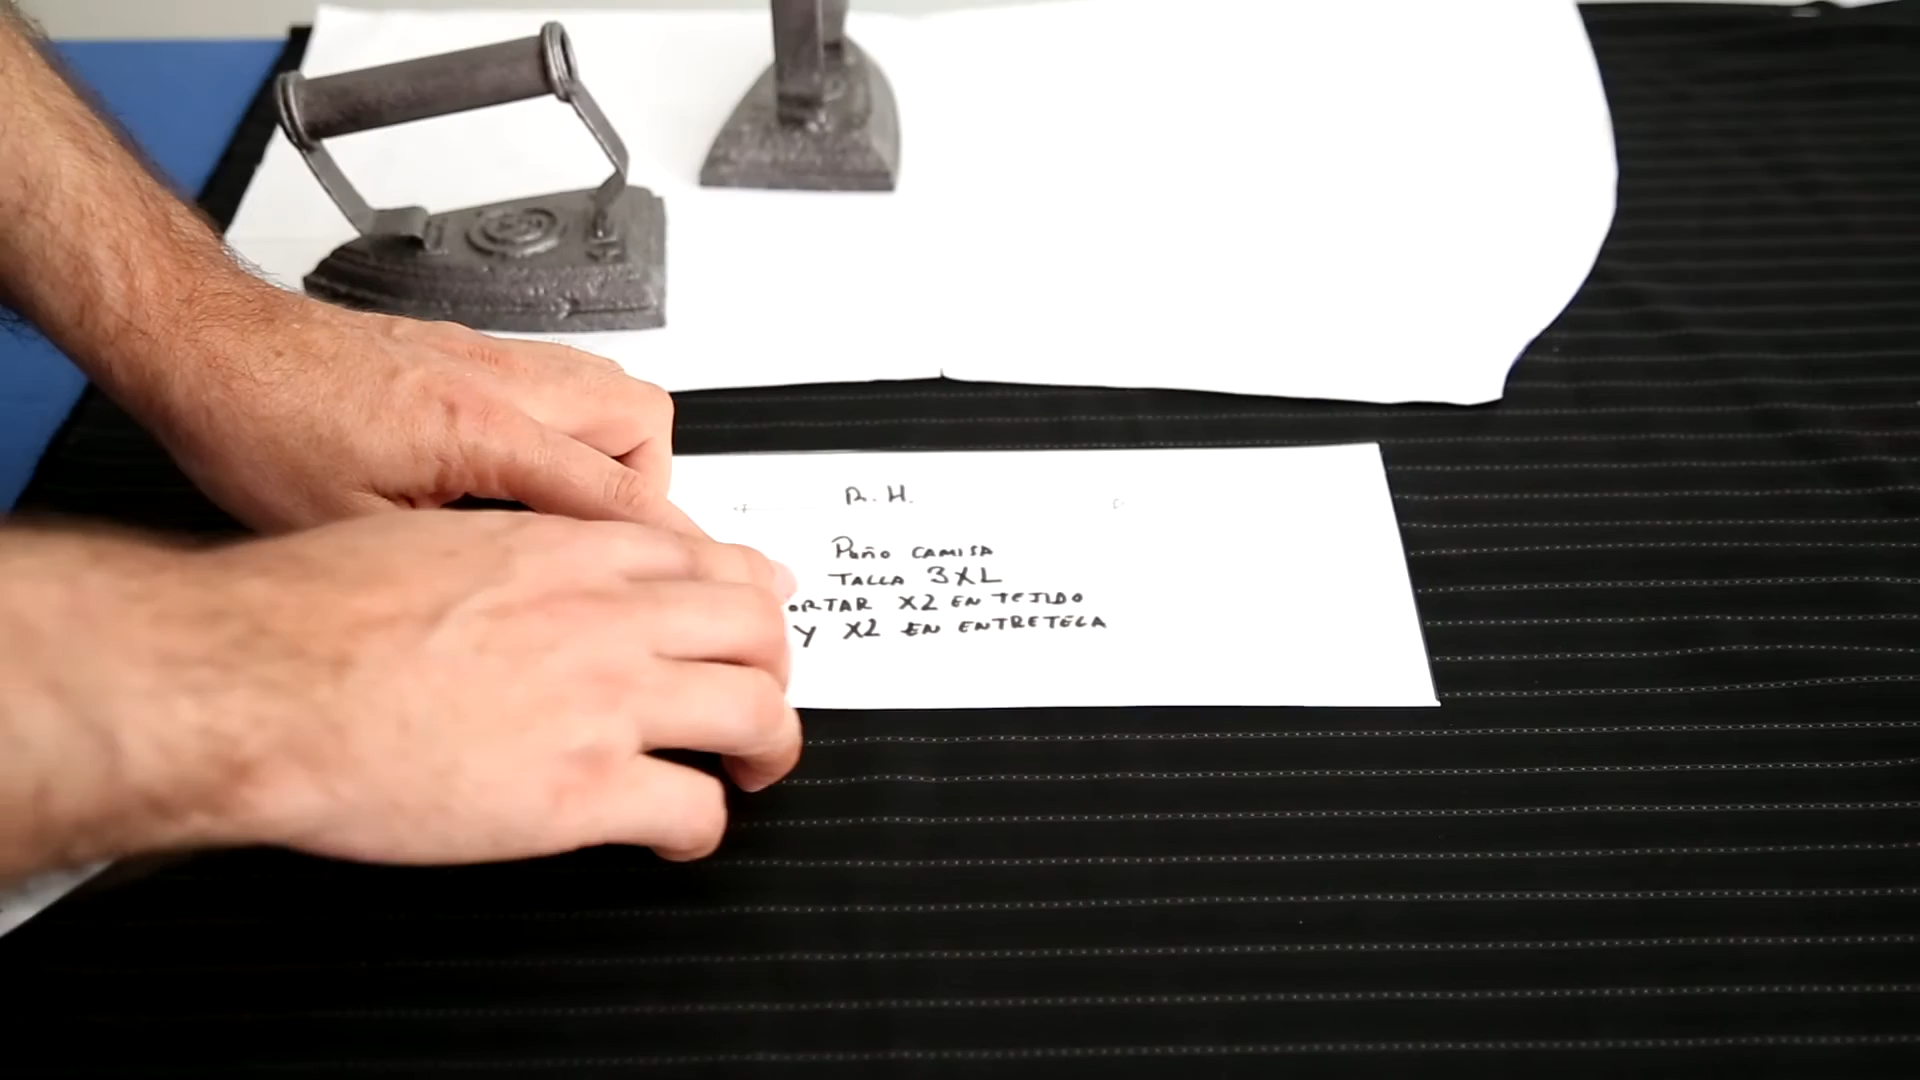 R.H.
Puño CAMISA
TALLA 3XL
ORTAR X2 EN TEJIDO
Y X2 EN ENTRETELA